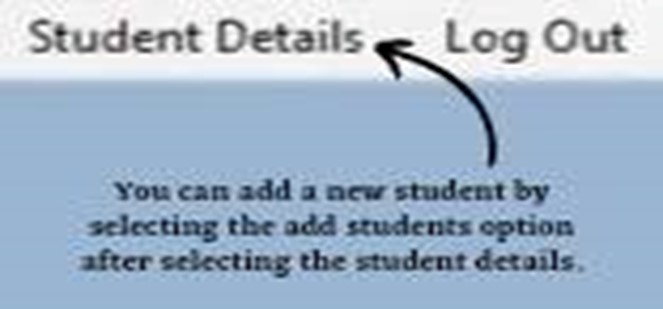 Student Details Log Out
You can add a new student by
selecting the add students option
after selecting the student details.